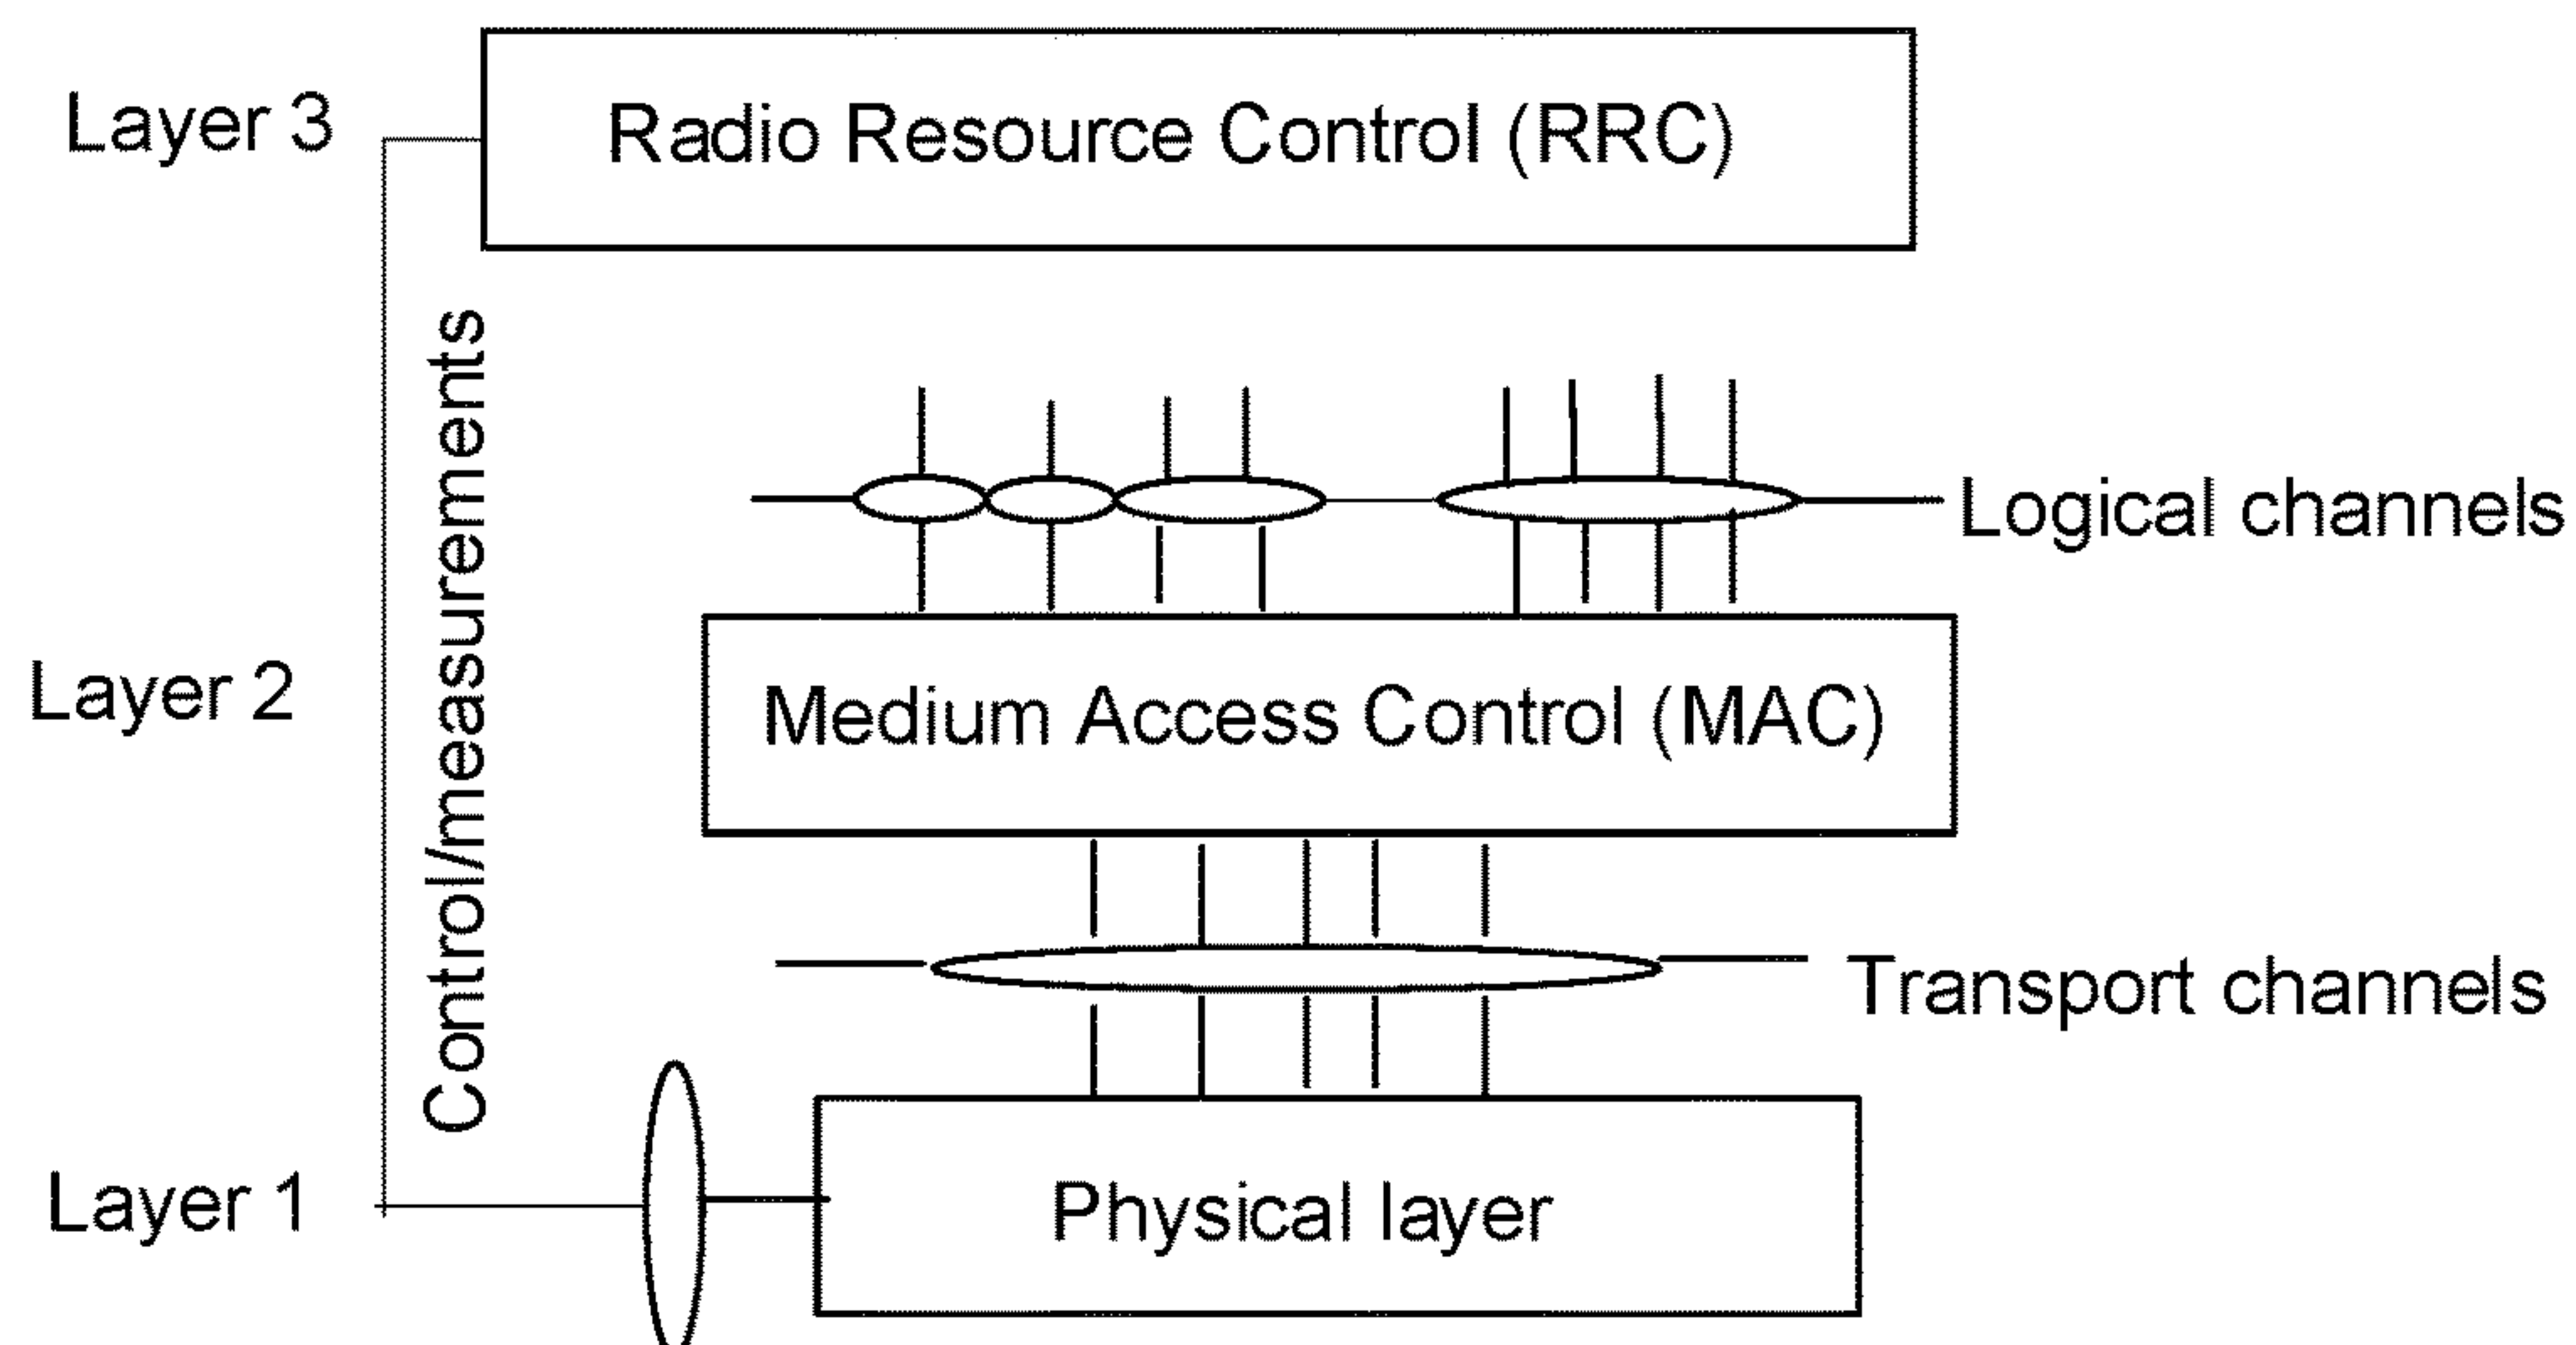 Layer 3
Radio Resource Control (RRC)
Control/measurements
Logical channels
Layer 2
Medium Access Control (MAC)
Transport channels
Layer 1
Physical layer